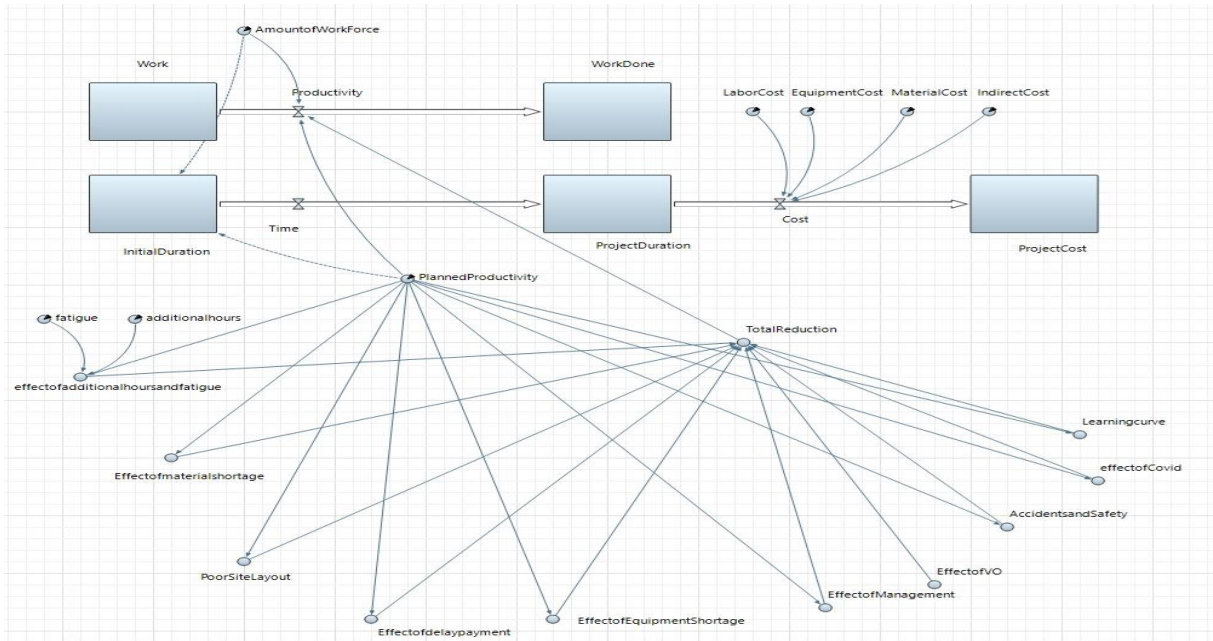 AmountofWorkForce
Work
WorkDone
Productivity
LaborCost
EquipmentCost
MaterialCost
IndirectCost
Time
Cost
InitialDuration
ProjectDuration
ProjectCost
PlannedProductivity
fatigue
additionalhours
TotalReduction
effectofadditionalhoursandfatigue
Learningcurve
Effectofmaterialshortage
effectofCovid
AccidentsandSafety
PoorSiteLayout
EffectofVO
EffectofManagement
EffectofEquipmentShortage
Effectofdelaypayment